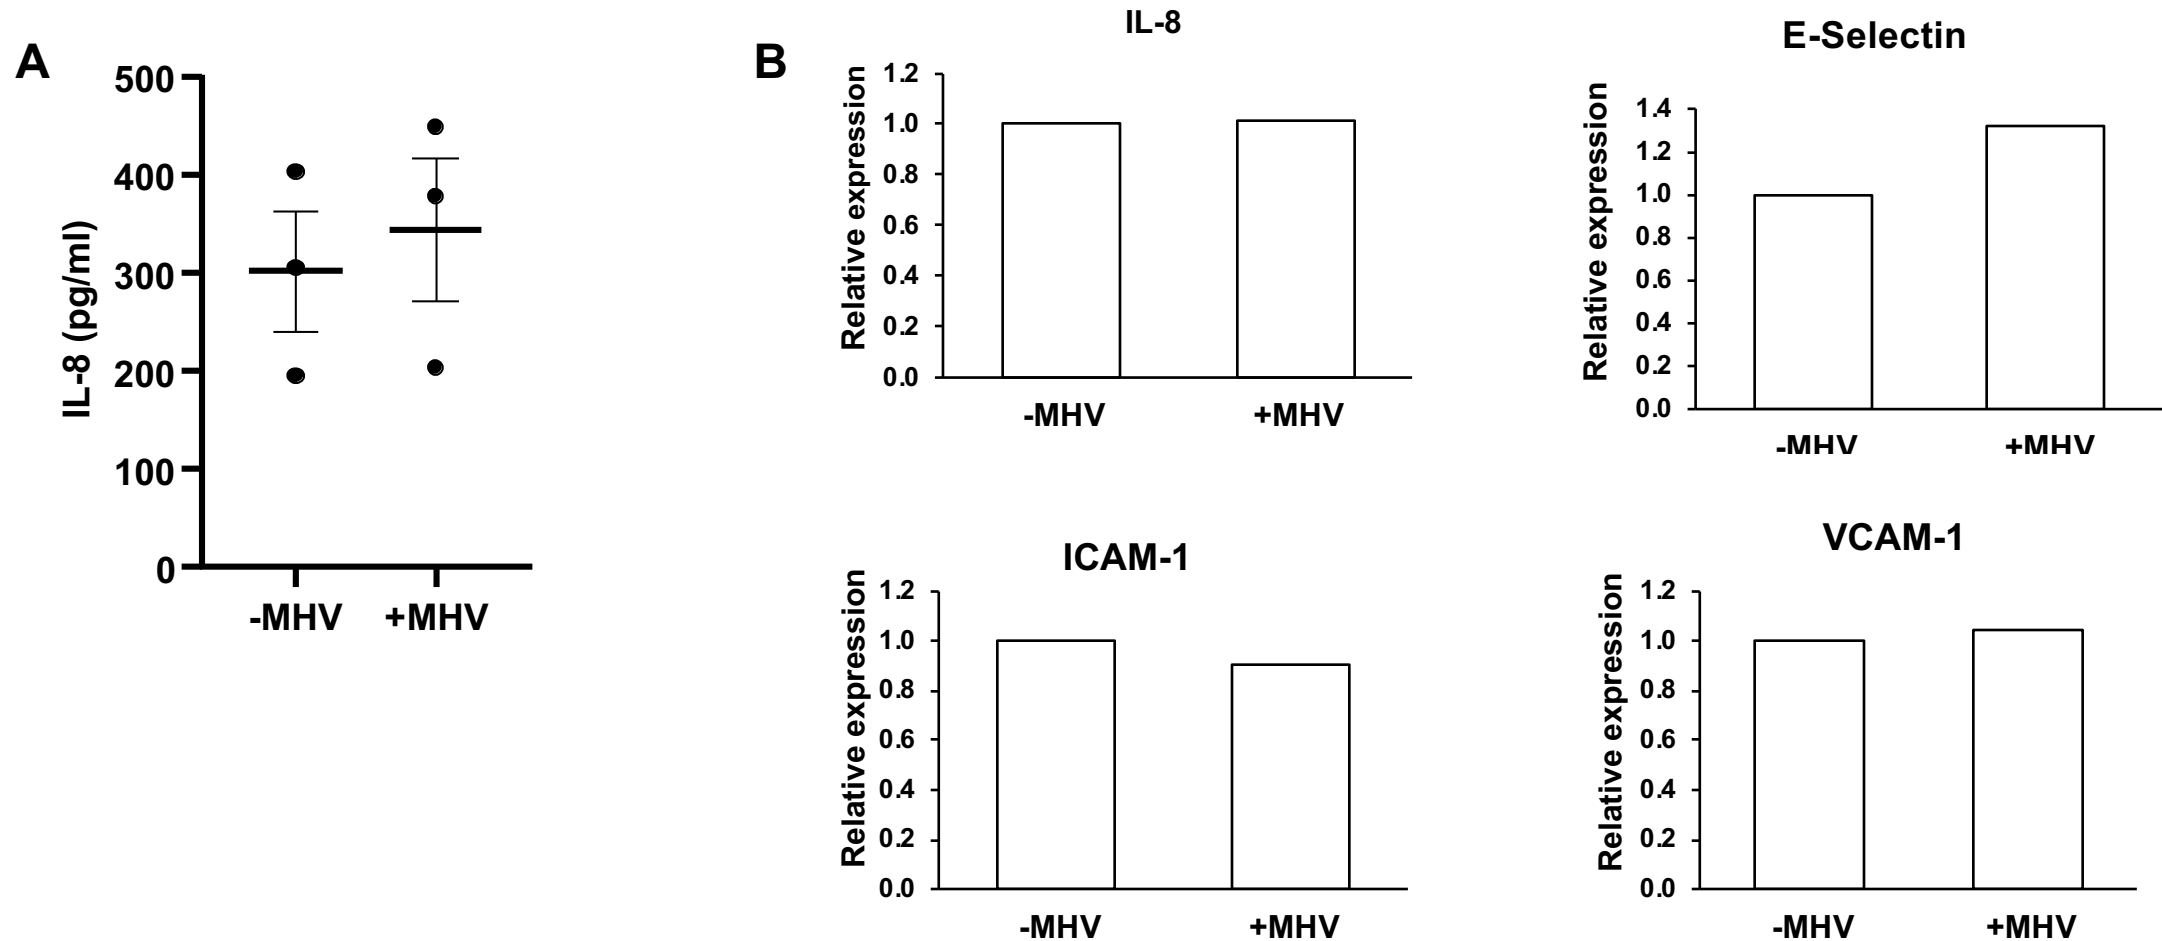 A
500
400
300
200
100
0
IL-8 (pg/ml)
-MHV +MHV
B
IL-8
1.2
1.0
0.8
0.6
0.4
0.2
0.0
Relative expression
-MHV +MHV
E-Selectin
1.4
1.2
1.0
0.8
0.6
0.4
0.2
0.0
Relative expression
-MHV +MHV
ICAM-1
1.2
1.0
0.8
0.6
0.4
0.2
0.0
Relative expression
-MHV +MHV
VCAM-1
1.2
1.0
0.8
0.6
0.4
0.2
0.0
Relative expression
-MHV +MHV